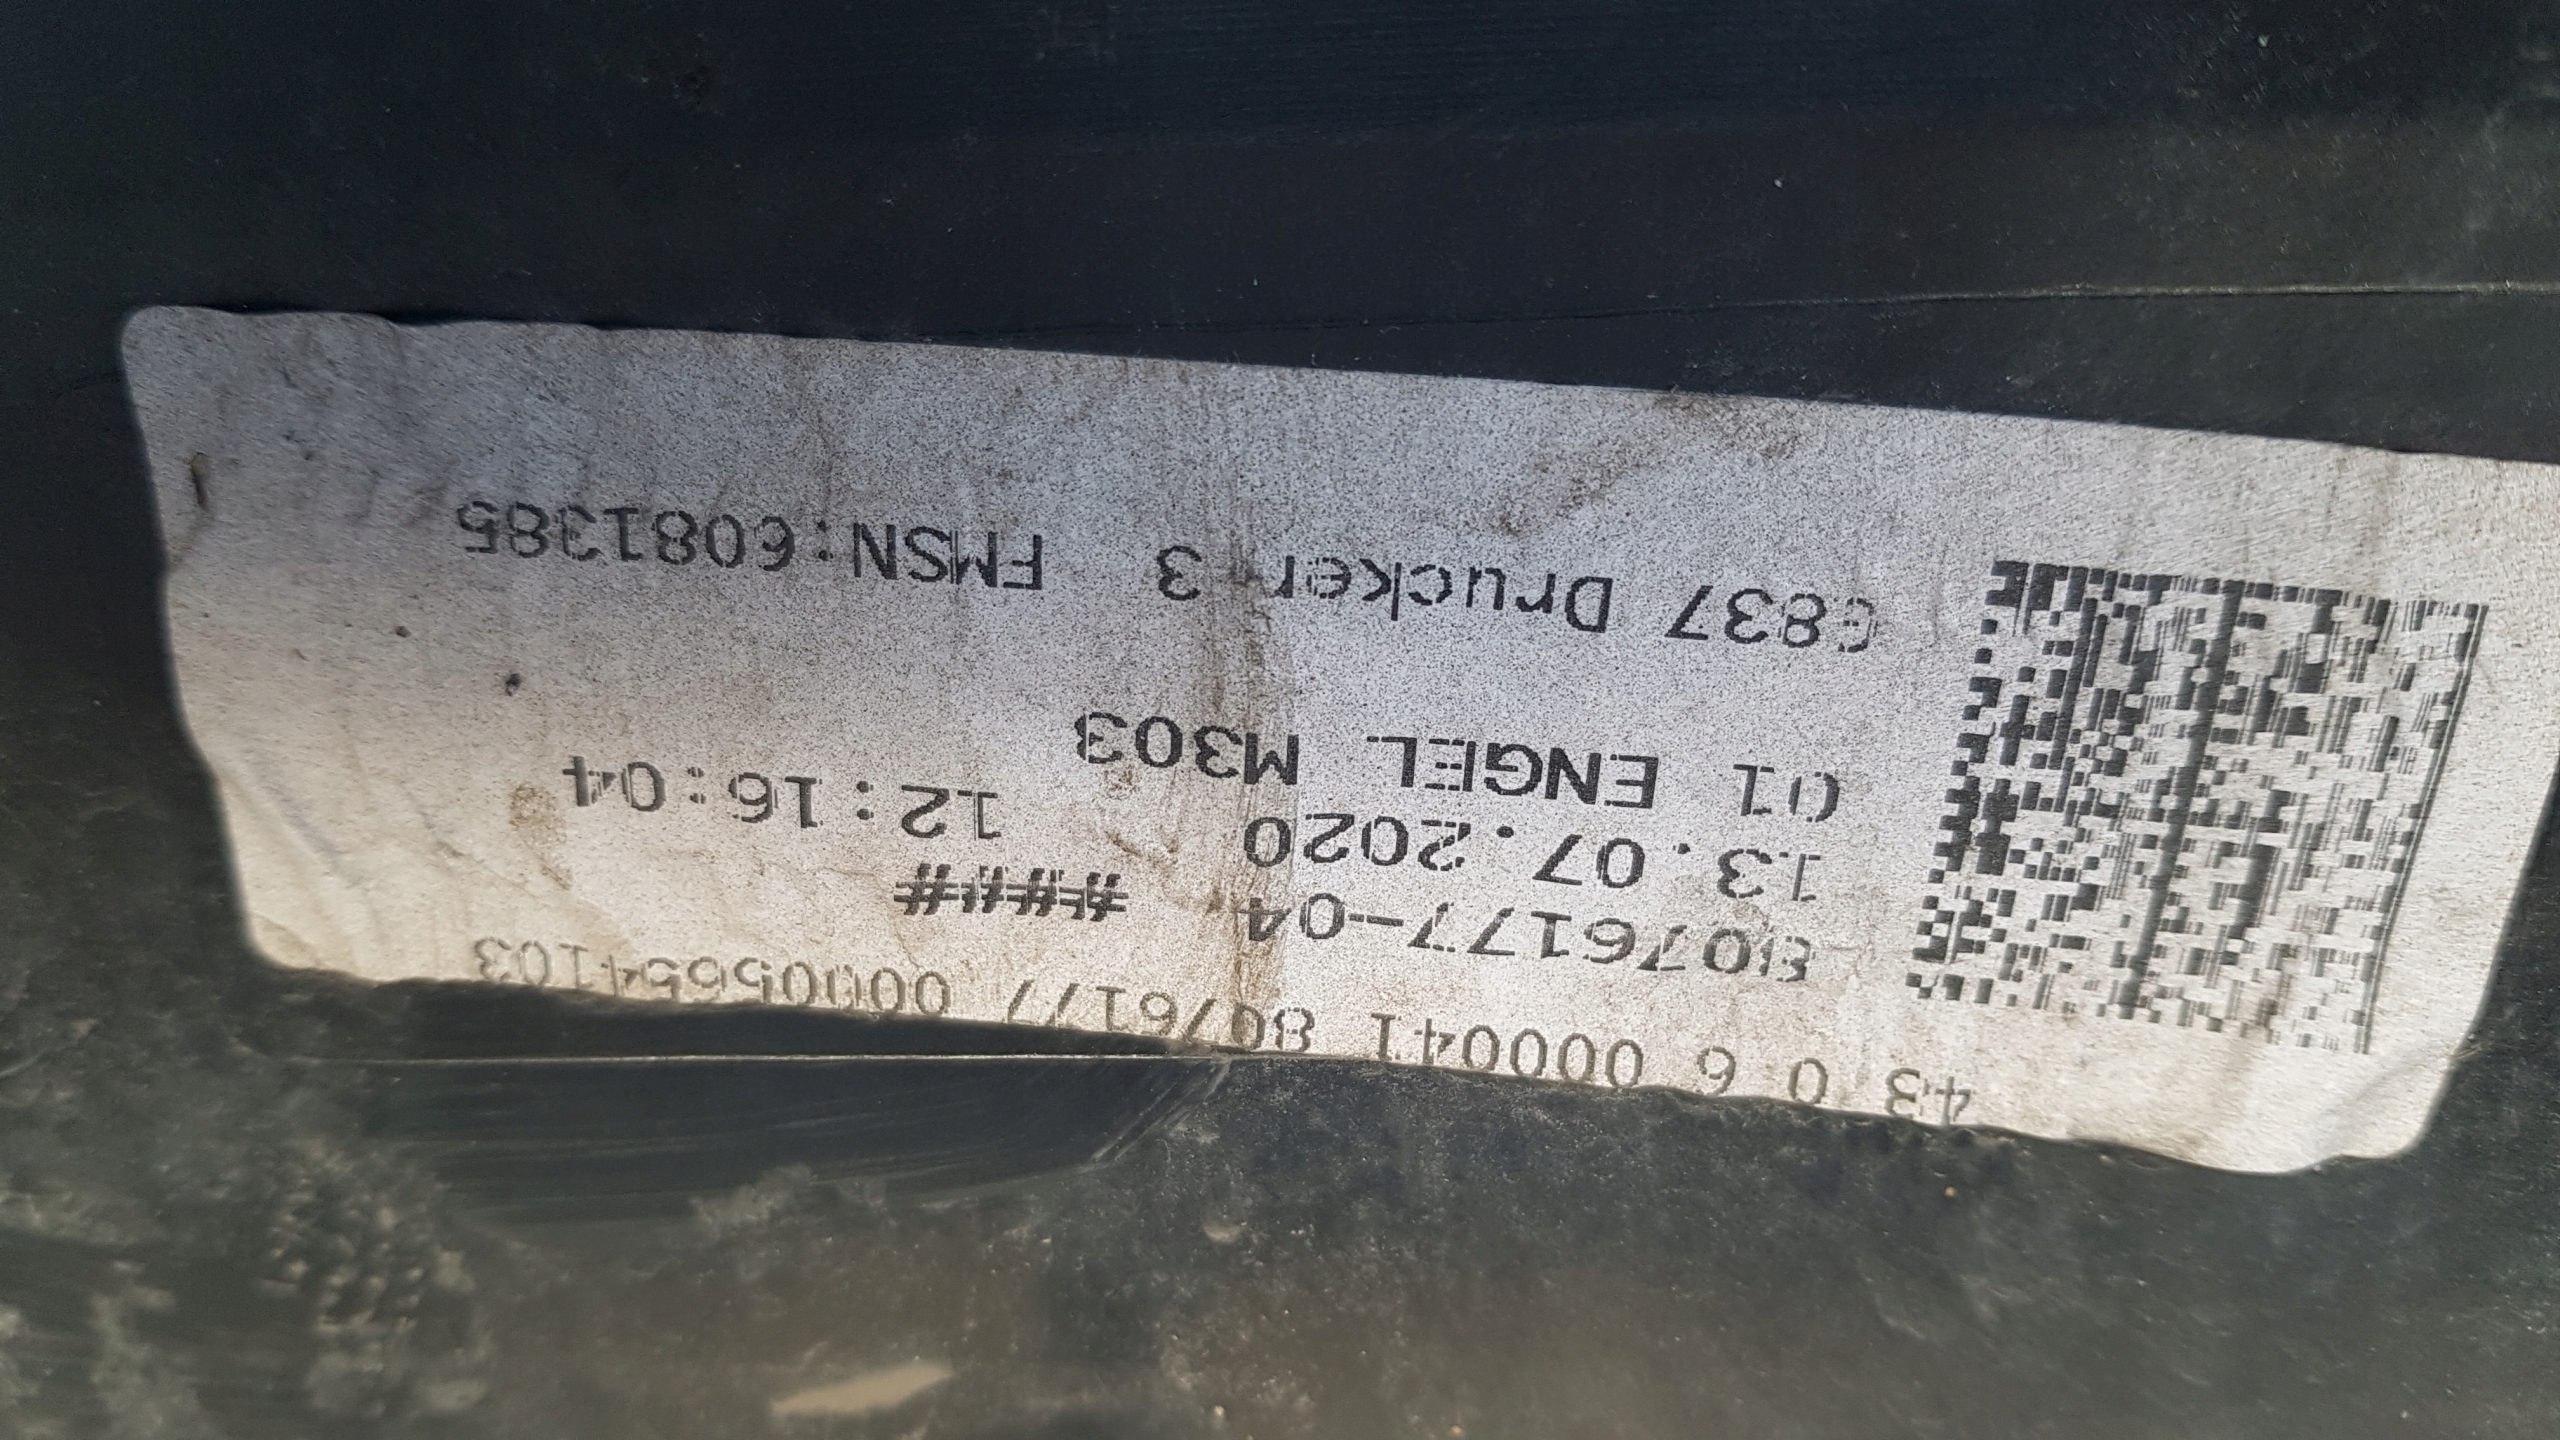 43 0 6 000041 8076177
8076177-04 ####
13.07.2020 12:16:04
01 ENGEL M303
C837 Drucker 3 FMSN:6081385